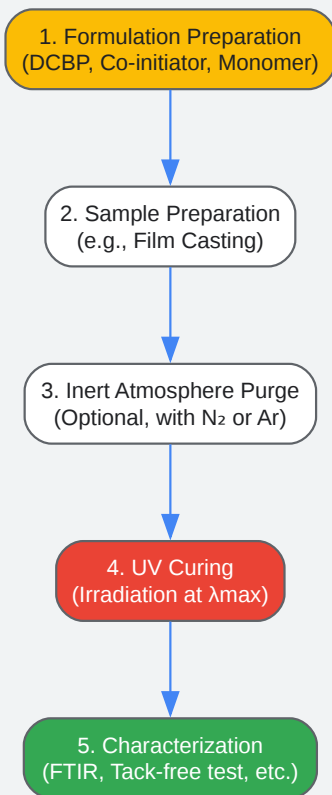 1. Formulation Preparation
(DCBP, Co-initiator, Monomer)
2. Sample Preparation
(e.g., Film Casting)
3. Inert Atmosphere Purge
(Optional, with N₂ or Ar)
4. UV Curing
(Irradiation at λmax)
5. Characterization
(FTIR, Tack-free test, etc.)